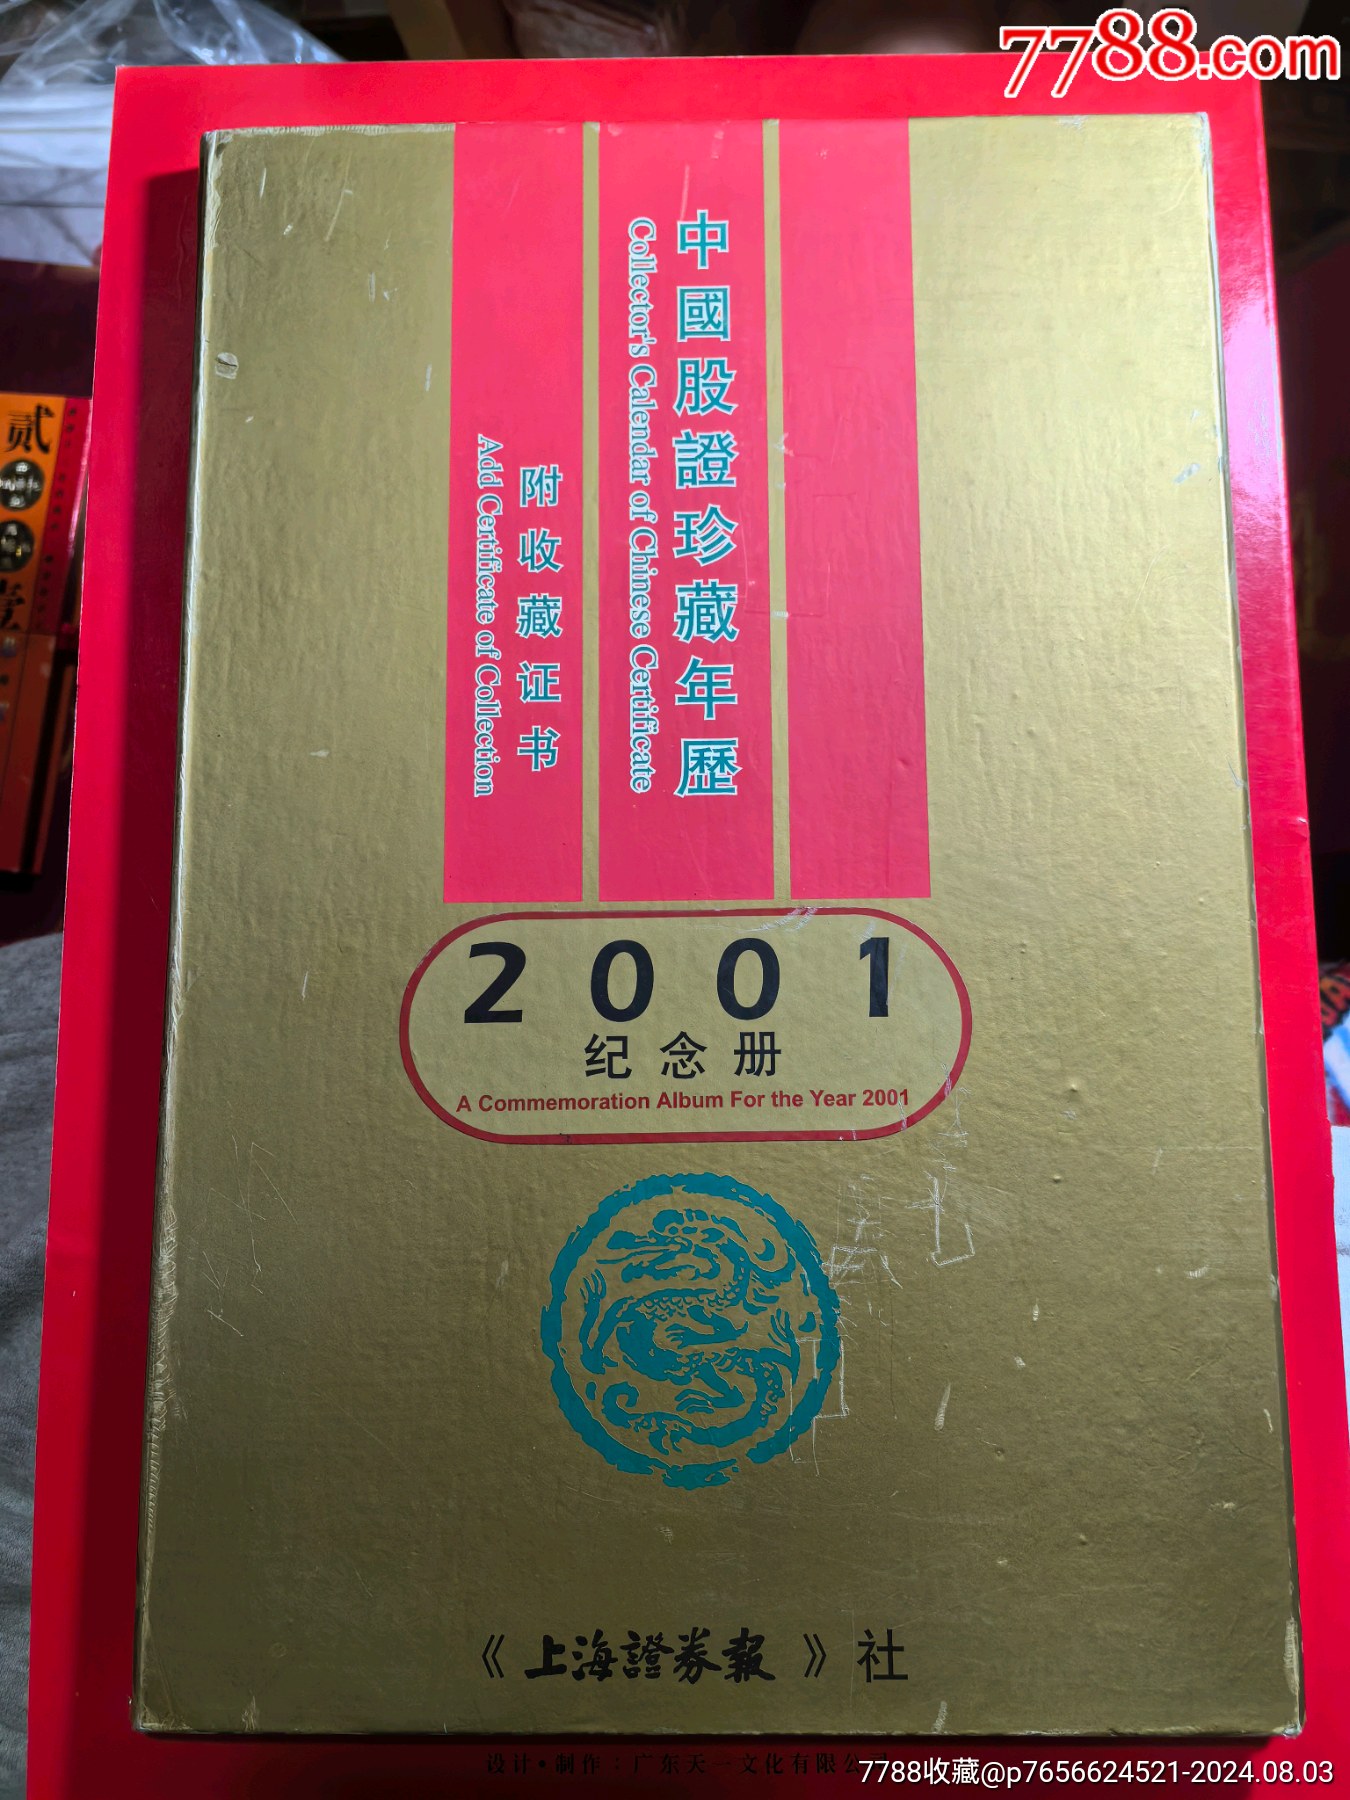 7788.com
中國股證珍藏年歷
Collector's Calendar of Chinese Certificate
附收藏证书
Add Certificate of Collection
2001
纪念册
A Commemoration Album For the Year 2001
《上海證券報》社
设计·制作：广东天一文化有限公司
7788收藏@p7656624521-2024.08.03
贰
壹